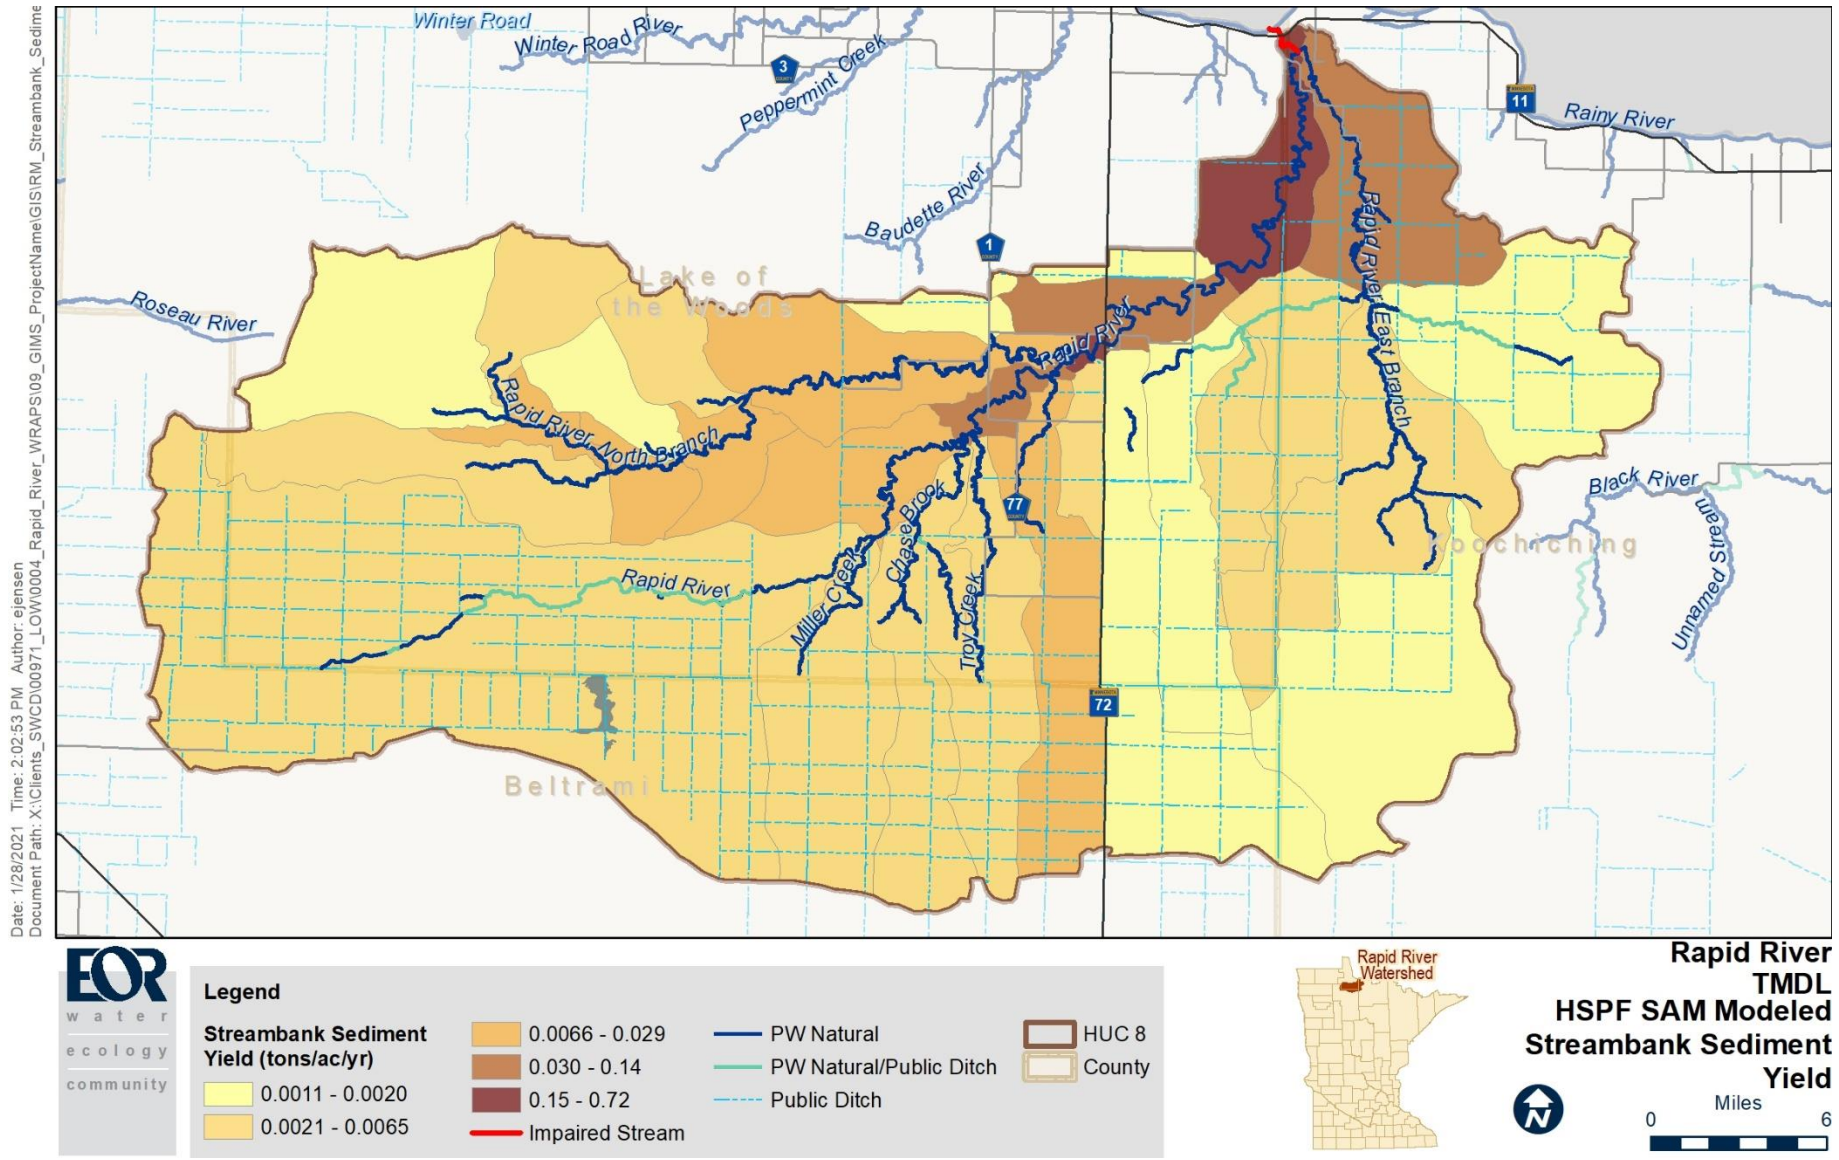 Date: 1/28/2021 Time: 2:02:53 PM Author: ejensen
Document Path: X:\Clients_SWCD\00971_LOW\0004_Rapid_River_WRAPS\09_GIMS_ProjectName\GIS\RM_Streambank_Sedime
Winter Road
Winter Road River
3
COUNTY
Peppermint Creek
11
MINNESOTA
Rainy River
Baudette River
1
COUNTY
Rapid River, East Branch
Lake of
the Woods
Roseau River
Rapid River
Rapid River, North Branch
Black River
Unnamed Stream
Koochiching
Chase Brook
77
COUNTY
Rapid River
Miller Creek
Troy Creek
MINNESOTA
72
Beltrami
EOR
water
ecology
community
Legend
Streambank Sediment
Yield (tons/ac/yr)
0.0011 - 0.0020
0.0021 - 0.0065
0.0066 - 0.029
0.030 - 0.14
0.15 - 0.72
Impaired Stream
PW Natural
PW Natural/Public Ditch
Public Ditch
HUC 8
County
Rapid River
Watershed
Rapid River
TMDL
HSPF SAM Modeled
Streambank Sediment
Yield
N
Miles
0 6